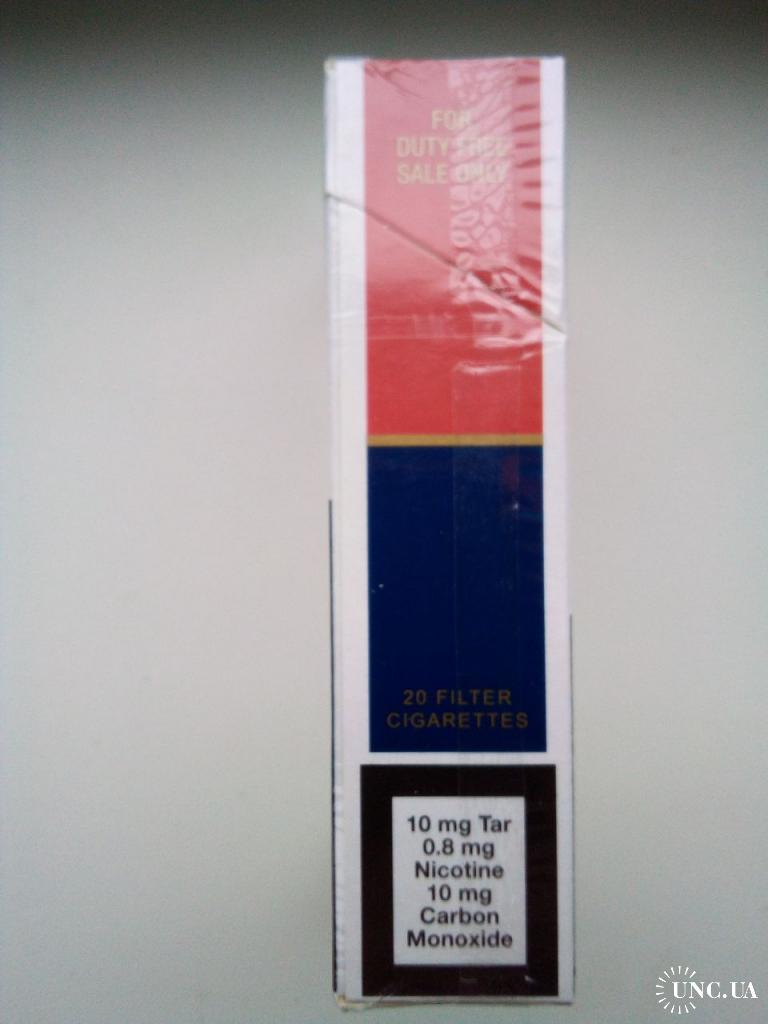 FOR
DUTY FREE
SALE ONLY
20 FILTER
CIGARETTES
10 mg Tar
0.8 mg
Nicotine
10 mg
Carbon
Monoxide
UNC.UA